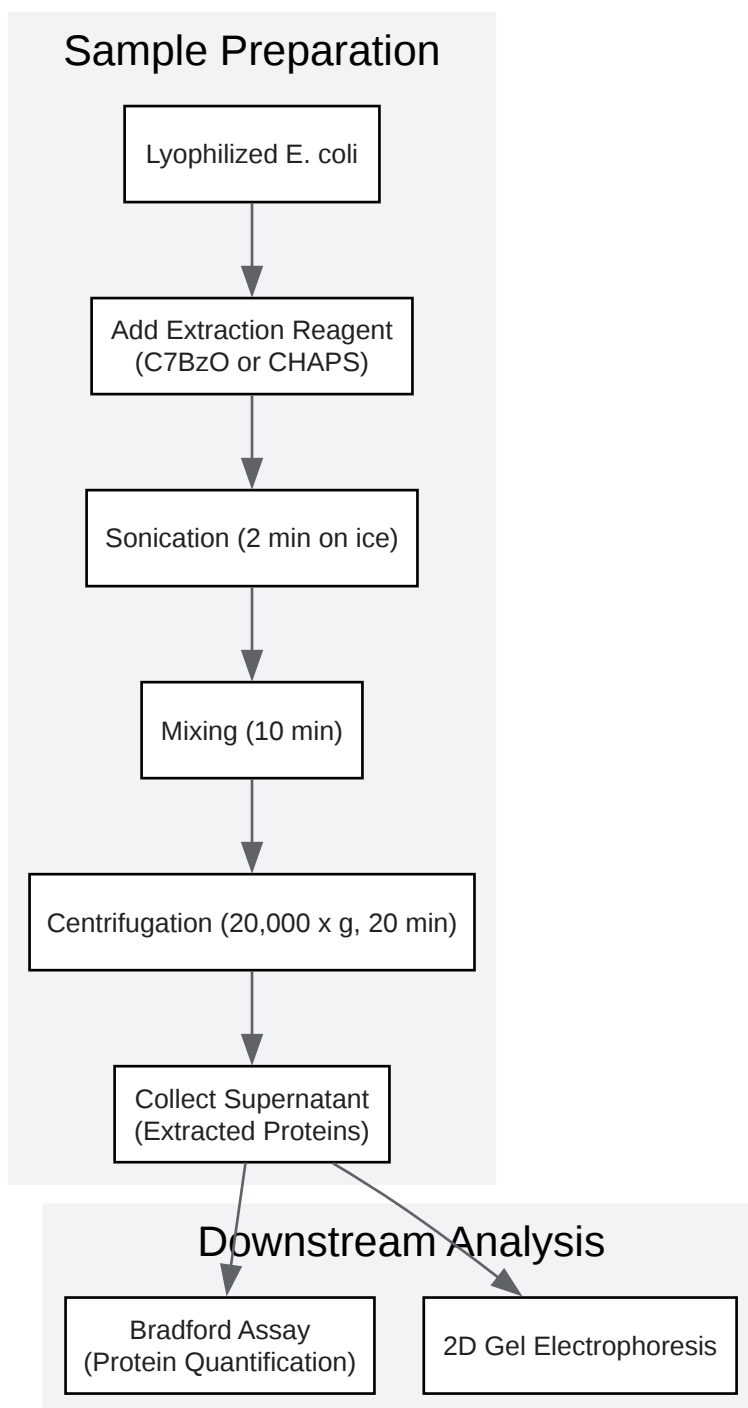 Sample Preparation
Lyophilized E. coli
Add Extraction Reagent
(C7BzO or CHAPS)
Sonication (2 min on ice)
Mixing (10 min)
Centrifugation (20,000 x g, 20 min)
Collect Supernatant
(Extracted Proteins)
Downstream Analysis
Bradford Assay
(Protein Quantification)
2D Gel Electrophoresis